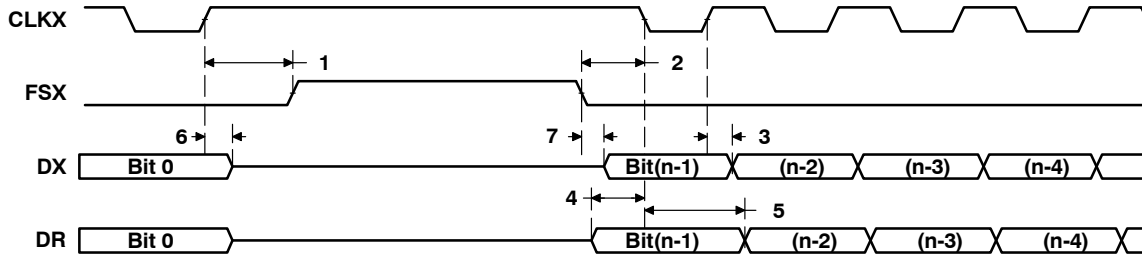 CLKX
1 2
FSX
6 7 3
DX Bit 0 Bit(n-1) (n-2) (n-3) (n-4)
4 5
DR Bit 0 Bit(n-1) (n-2) (n-3) (n-4)